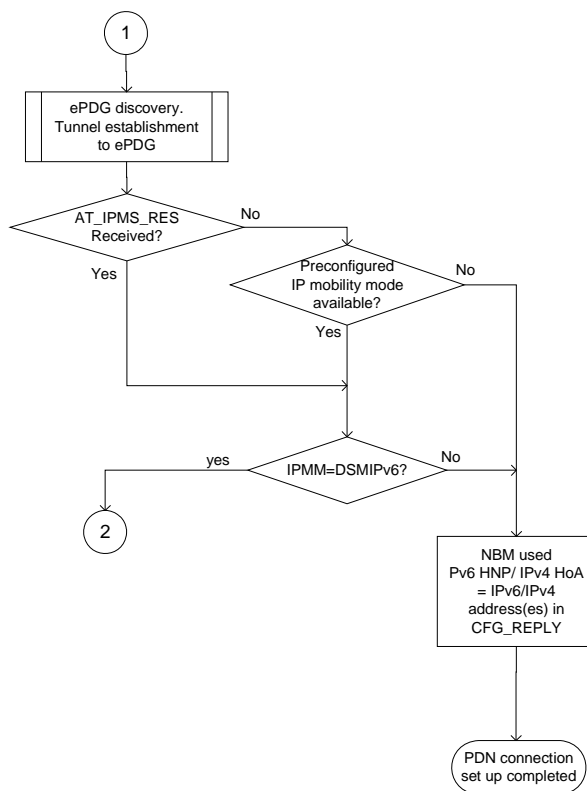 1
ePDG discovery.
Tunnel establishment
to ePDG
AT_IPMS_RES
Received?
No
Yes
Preconfigured
IP mobility mode
available?
No
Yes
IPMM=DSMIPv6?
yes
No
2
NBM used
Pv6 HNP/ IPv4 HoA
= IPv6/IPv4
address(es) in
CFG_REPLY
PDN connection
set up completed